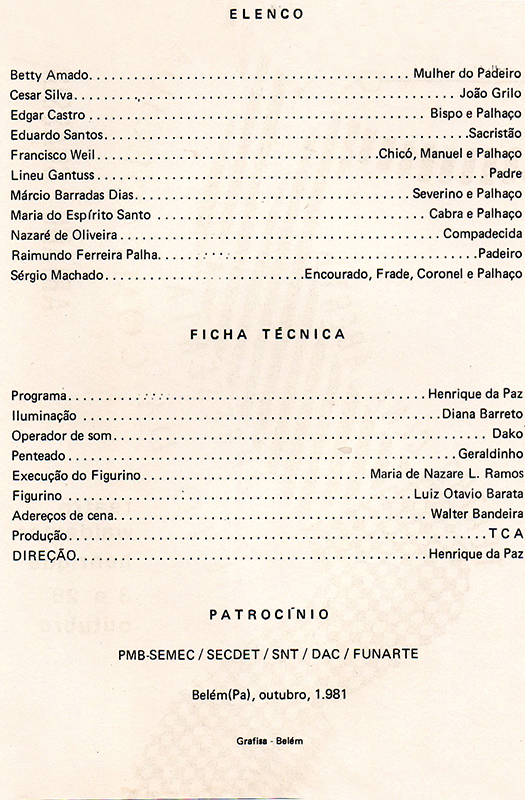 ELENCO
Betty Amado. . . . . . . . . . . . . . . . . . . . . . . . . . . . . . . . . . . . . . . . . . Mulher do Padeiro
Cesar Silva. . . . . . . . . . . . . . . . . . . . . . . . . . . . . . . . . . . . . . . . . . João Grilo
Edgar Castro . . . . . . . . . . . . . . . . . . . . . . . . . . . . . . . . . . . . . . . . . . Bispo e Palhaço
Eduardo Santos. . . . . . . . . . . . . . . . . . . . . . . . . . . . . . . . . . . . . . . . . . Sacristão
Francisco Weil . . . . . . . . . . . . . . . . . . . . . . . . . . . . . . . . . . . . . . Chicó, Manuel e Palhaço
Lineu Gantuss. . . . . . . . . . . . . . . . . . . . . . . . . . . . . . . . . . . . . . . . . . Padre
Márcio Barradas Dias. . . . . . . . . . . . . . . . . . . . . . . . . . . . . . . . . . . . Severino e Palhaço
Maria do Espírito Santo . . . . . . . . . . . . . . . . . . . . . . . . . . . . . . . . . . . . Cabra e Palhaço
Nazaré de Oliveira . . . . . . . . . . . . . . . . . . . . . . . . . . . . . . . . . . . . . . Compadecida
Raimundo Ferreira Palha. . . . . . . . . . . . . . . . . . . . . . . . . . . . . . . . . . . . . . Padeiro
Sérgio Machado. . . . . . . . . . . . . . . . . . . . . . . . . . . Encourado, Frade, Coronel e Palhaço
FICHA TÉCNICA
Programa. . . . . . . . . . . . . . . . . . . . . . . . . . . . . . . . . . . . . . . . . . Henrique da Paz
Iluminação . . . . . . . . . . . . . . . . . . . . . . . . . . . . . . . . . . . . . . . . . . Diana Barreto
Operador de som. . . . . . . . . . . . . . . . . . . . . . . . . . . . . . . . . . . . . . . . . . Dako
Penteado . . . . . . . . . . . . . . . . . . . . . . . . . . . . . . . . . . . . . . . . . . Geraldinho
Execução do Figurino . . . . . . . . . . . . . . . . . . . . . . . . . . . . . . Maria de Nazare L. Ramos
Figurino . . . . . . . . . . . . . . . . . . . . . . . . . . . . . . . . . . . . . . . . . . Luiz Otavio Barata
Adereços de cena. . . . . . . . . . . . . . . . . . . . . . . . . . . . . . . . . . . . . . Walter Bandeira
Produção. . . . . . . . . . . . . . . . . . . . . . . . . . . . . . . . . . . . . . . . . . T C A
DIREÇÃO. . . . . . . . . . . . . . . . . . . . . . . . . . . . . . . . . . . . . . . . . . Henrique da Paz
PATROCÍNIO
PMB-SEMEC / SECDET / SNT / DAC / FUNARTE
Belém(Pa), outubro, 1.981
Grafisa - Belém